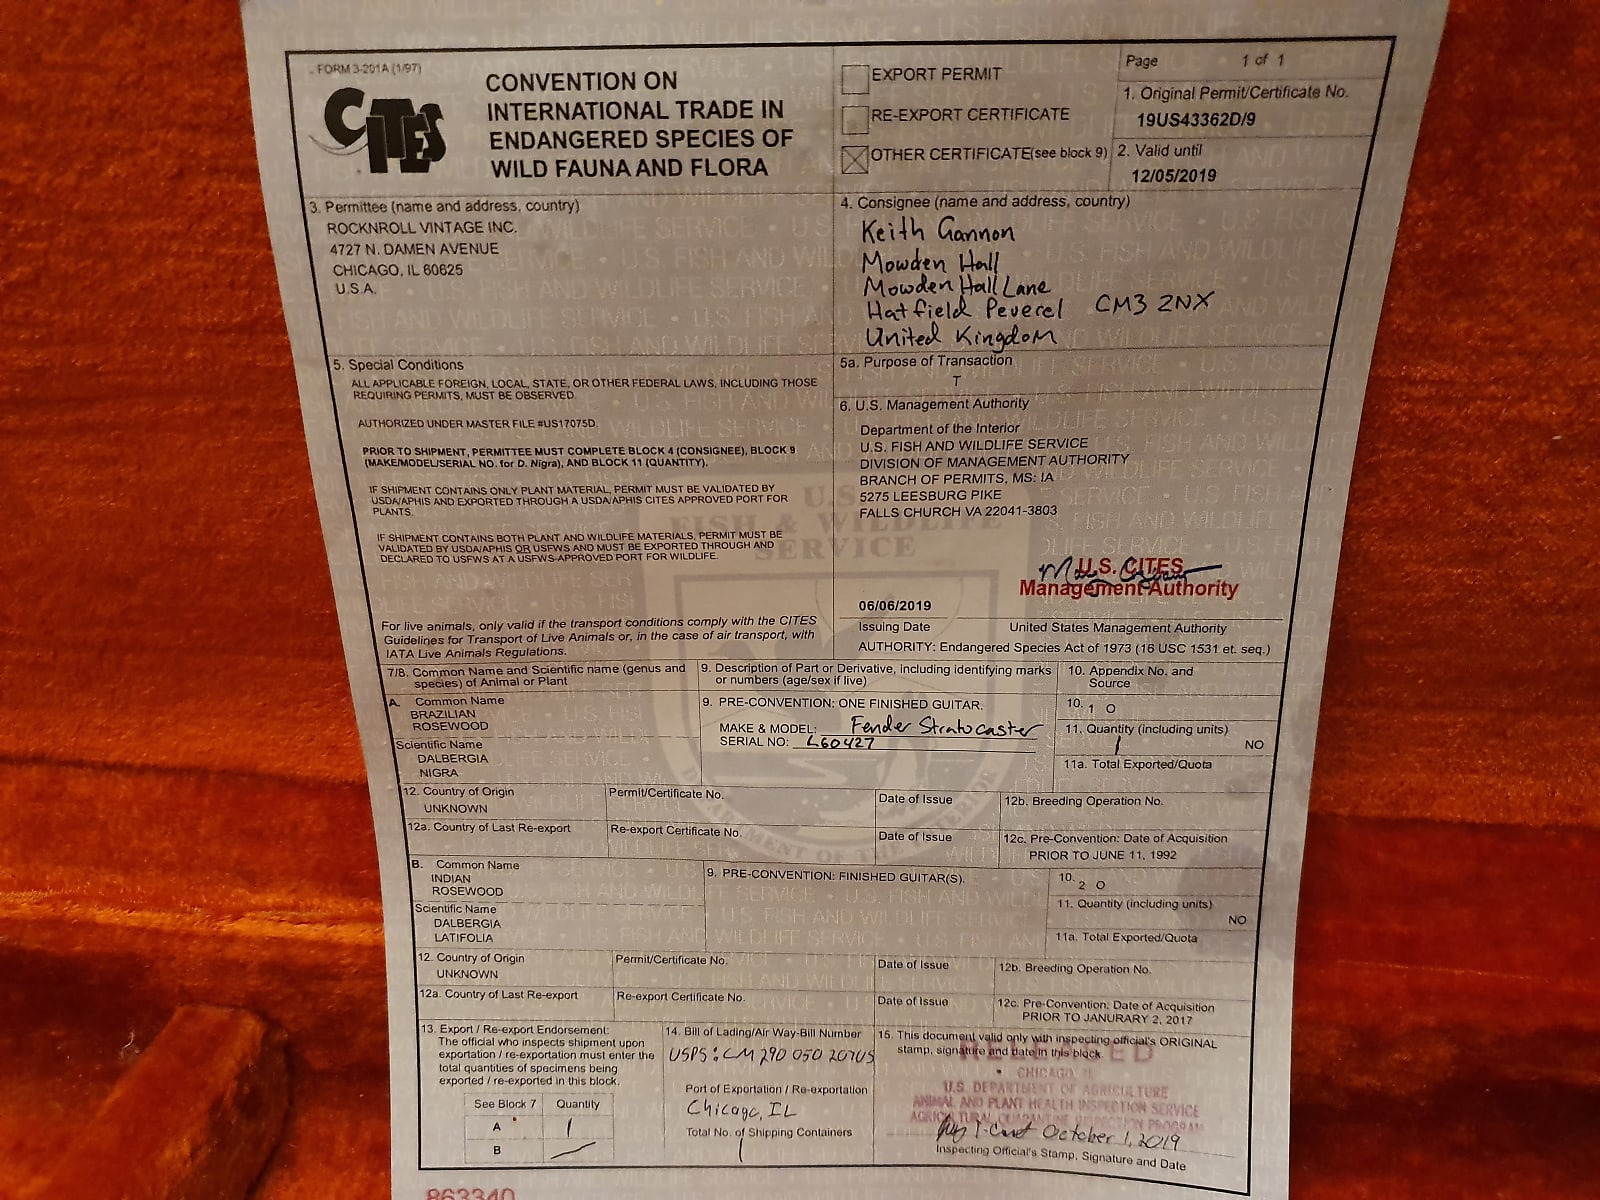 FORM 3-201A (1/97)
CITES
CONVENTION ON
INTERNATIONAL TRADE IN
ENDANGERED SPECIES OF
WILD FAUNA AND FLORA
EXPORT PERMIT
RE-EXPORT CERTIFICATE
OTHER CERTIFICATE(see block 9)
Page 1 of 1
1. Original Permit/Certificate No.
19US43362D/9
2. Valid until
12/05/2019
3. Permittee (name and address, country)
ROCKNROLL VINTAGE INC.
4727 N. DAMEN AVENUE
CHICAGO, IL 60625
U.S.A.
4. Consignee (name and address, country)
Keith Gannon
Mowden Hall
Mowden Hall Lane
Hatfield Peverel CM3 2NX
United Kingdom
5. Special Conditions
ALL APPLICABLE FOREIGN, LOCAL, STATE, OR OTHER FEDERAL LAWS, INCLUDING THOSE
REQUIRING PERMITS, MUST BE OBSERVED.
AUTHORIZED UNDER MASTER FILE #US17075D.
PRIOR TO SHIPMENT, PERMITTEE MUST COMPLETE BLOCK 4 (CONSIGNEE), BLOCK 9
(MAKE/MODEL/SERIAL NO. for D. Nigra), AND BLOCK 11 (QUANTITY).
IF SHIPMENT CONTAINS ONLY PLANT MATERIAL, PERMIT MUST BE VALIDATED BY
USDA/APHIS AND EXPORTED THROUGH A USDA/APHIS CITES APPROVED PORT FOR
PLANTS.
IF SHIPMENT CONTAINS BOTH PLANT AND WILDLIFE MATERIALS, PERMIT MUST BE
VALIDATED BY USDA/APHIS OR USFWS AND MUST BE EXPORTED THROUGH AND
DECLARED TO USFWS AT A USFWS-APPROVED PORT FOR WILDLIFE.
For live animals, only valid if the transport conditions comply with the CITES
Guidelines for Transport of Live Animals or, in the case of air transport, with
IATA Live Animals Regulations.
5a. Purpose of Transaction
T
6. U.S. Management Authority
Department of the Interior
U.S. FISH AND WILDLIFE SERVICE
DIVISION OF MANAGEMENT AUTHORITY
BRANCH OF PERMITS, MS: IA
5275 LEESBURG PIKE
FALLS CHURCH VA 22041-3803
U.S. CITES
Management Authority
06/06/2019
Issuing Date
United States Management Authority
AUTHORITY: Endangered Species Act of 1973 (16 USC 1531 et. seq.)
7/8. Common Name and Scientific name (genus and
species) of Animal or Plant
9. Description of Part or Derivative, including identifying marks
or numbers (age/sex if live)
10. Appendix No. and
Source
A. Common Name
BRAZILIAN
ROSEWOOD
Scientific Name
DALBERGIA
NIGRA
9. PRE-CONVENTION: ONE FINISHED GUITAR.
MAKE & MODEL: Fender Stratocaster
SERIAL NO: L60427
10. 1 O
11. Quantity (including units)
1 NO
11a. Total Exported/Quota
12. Country of Origin
UNKNOWN
Permit/Certificate No.
Date of Issue
12b. Breeding Operation No.
12a. Country of Last Re-export
Re-export Certificate No.
Date of Issue
12c. Pre-Convention: Date of Acquisition
PRIOR TO JUNE 11, 1992
B. Common Name
INDIAN
ROSEWOOD
Scientific Name
DALBERGIA
LATIFOLIA
9. PRE-CONVENTION: FINISHED GUITAR(S).
10. 2 O
11. Quantity (including units)
NO
11a. Total Exported/Quota
12. Country of Origin
UNKNOWN
Permit/Certificate No.
Date of Issue
12b. Breeding Operation No.
12a. Country of Last Re-export
Re-export Certificate No.
Date of Issue
12c. Pre-Convention: Date of Acquisition
PRIOR TO JANURARY 2, 2017
13. Export / Re-export Endorsement:
The official who inspects shipment upon
exportation / re-exportation must enter the
total quantities of specimens being
exported / re-exported in this block.
See Block 7 Quantity
A 1
B
14. Bill of Lading/Air Way-Bill Number
USPS: CM 290 050 207US
Port of Exportation / Re-exportation
Chicago, IL
Total No. of Shipping Containers
1
15. This document valid only with inspecting official's ORIGINAL
stamp, signature and date in this block.
RELEASED
CHICAGO, IL
U.S. DEPARTMENT OF AGRICULTURE
ANIMAL AND PLANT HEALTH INSPECTION SERVICE
AGRICULTURAL QUARANTINE INSPECTION PROGRAM
October 1, 2019
Inspecting Official's Stamp, Signature and Date
863340